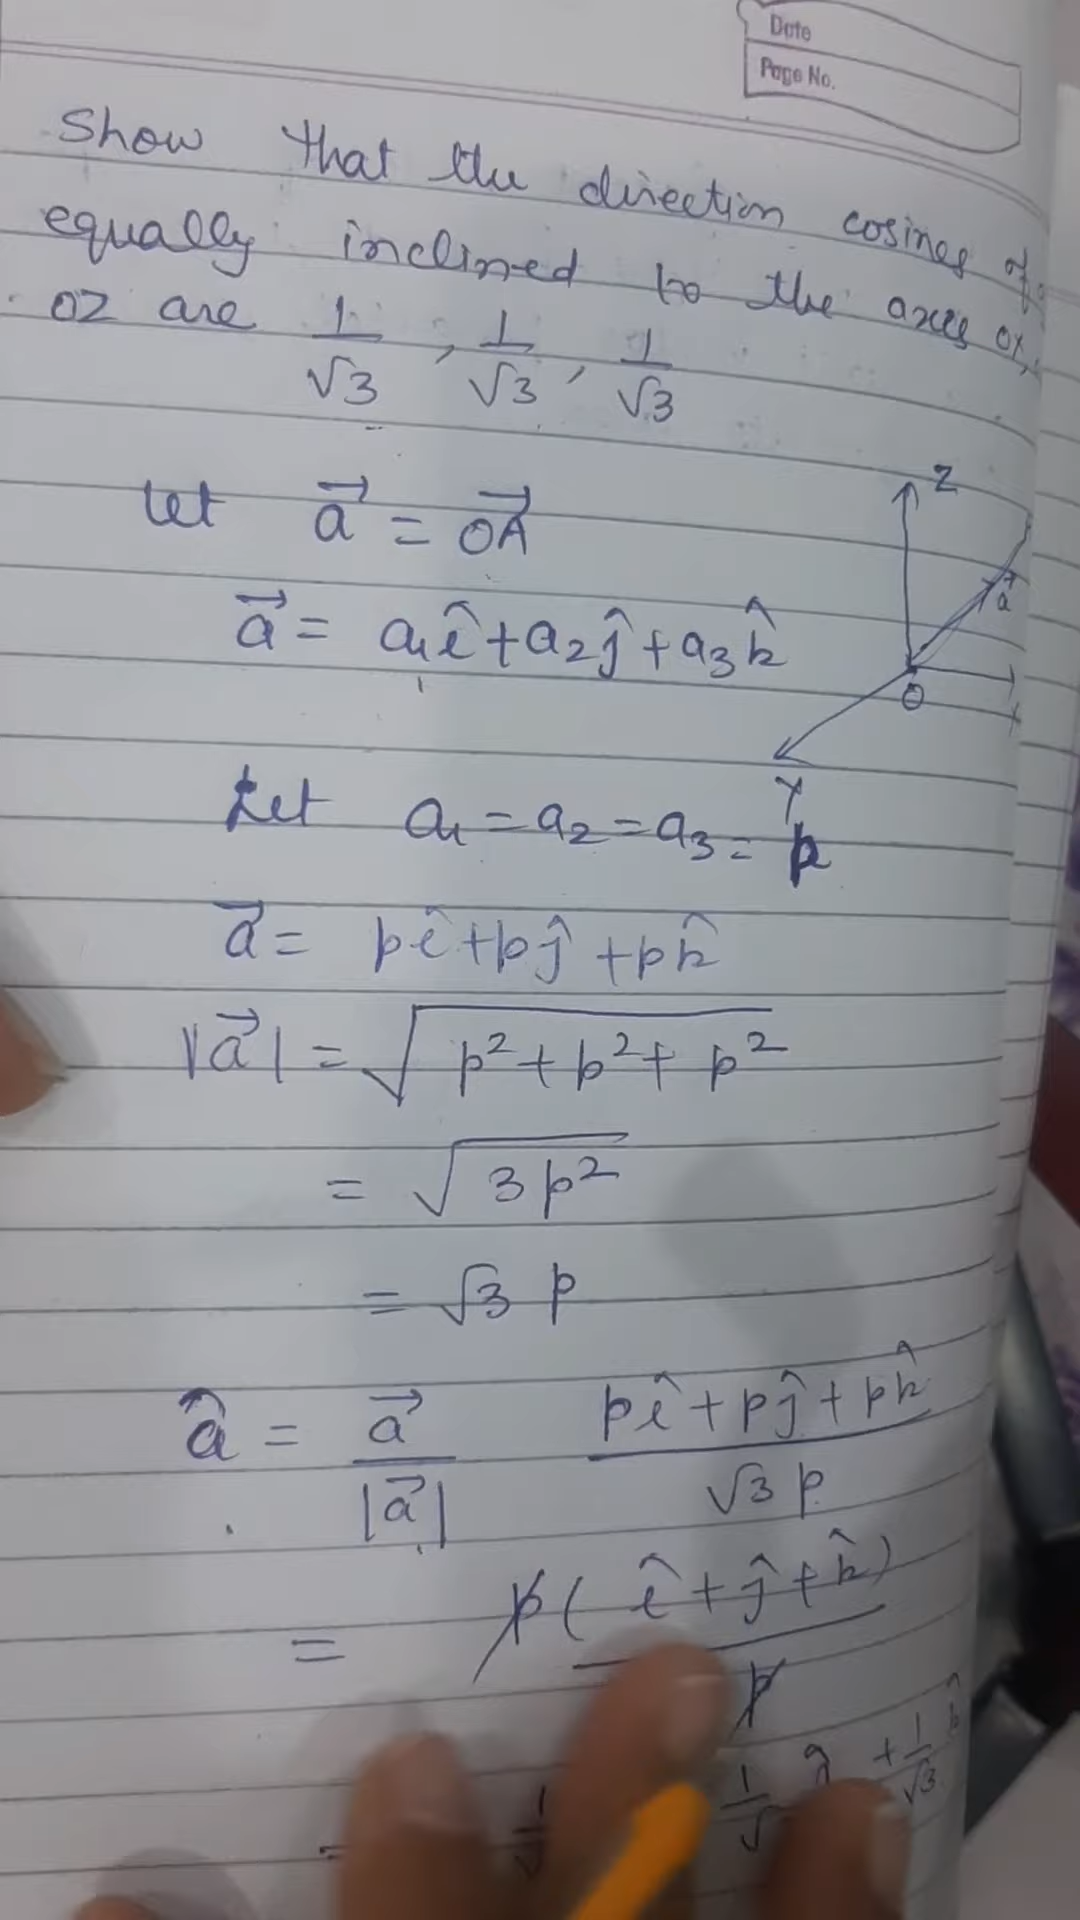 Date
Page No.
Show that the direction cosines of
equally inclined to the axes OX,
OZ are 1/√3, 1/√3, 1/√3
Let a⃗ = OA⃗
Z
a⃗ = a₁î+a₂ĵ+a₃k̂
a⃗
O
X
Y
Let a₁ = a₂ = a₃ = p
a⃗ = pî+pĵ+pk̂
|a⃗| = √(p²+p²+p²)
= √(3p²)
= √3 p
â = a⃗/|a⃗| (pî+pĵ+pk̂)/(√3 p)
= p(î+ĵ+k̂)/p
= 1/√ 1/√ ĵ + 1/√3 k̂